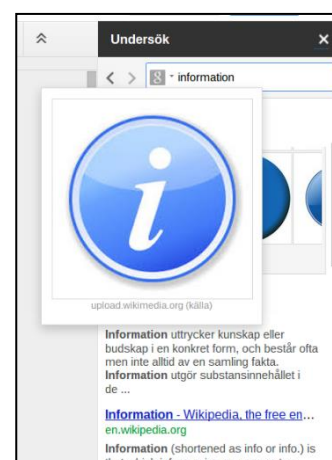 Undersök
information
i
upload.wikimedia.org (källa)
Information uttrycker kunskap eller
budskap i en konkret form, och består ofta
men inte alltid av en samling fakta.
Information utgör substansinnehållet i
de ...
Information - Wikipedia, the free en...
en.wikipedia.org
Information (shortened as info or info.) is